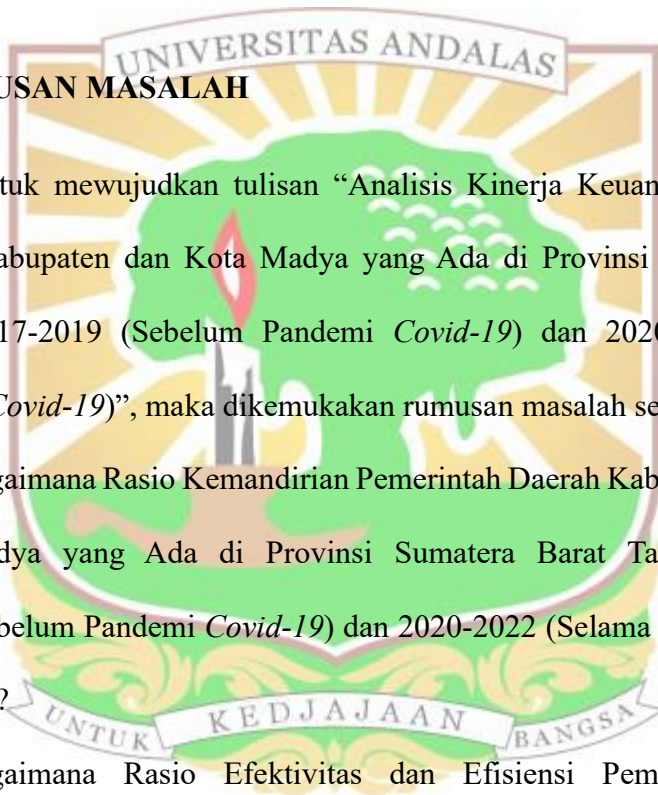 UNIVERSITAS ANDALAS
USAN MASALAH
tuk mewujudkan tulisan “Analisis Kinerja Keuan
abupaten dan Kota Madya yang Ada di Provinsi
17-2019 (Sebelum Pandemi Covid-19) dan 2020
Covid-19)”, maka dikemukakan rumusan masalah se
gaimana Rasio Kemandirian Pemerintah Daerah Kab
dya yang Ada di Provinsi Sumatera Barat Ta
belum Pandemi Covid-19) dan 2020-2022 (Selama
?
UNTUK KEDJAJAAN BANGSA
gaimana Rasio Efektivitas dan Efisiensi Pem